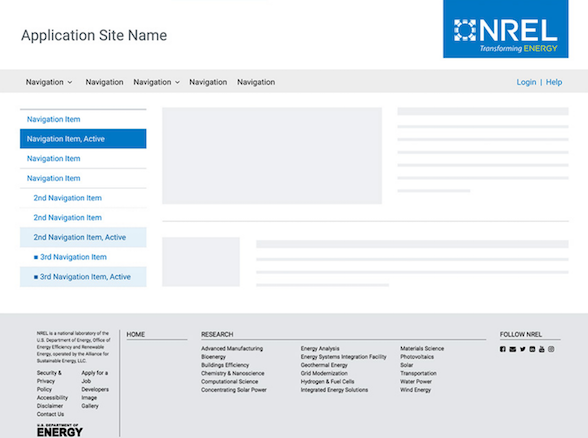 Application Site Name
NREL
Transforming ENERGY
Navigation Navigation Navigation Navigation Navigation
Login | Help
Navigation Item
Navigation Item, Active
Navigation Item
Navigation Item
2nd Navigation Item
2nd Navigation Item
2nd Navigation Item, Active
3rd Navigation Item
3rd Navigation Item, Active
NREL is a national laboratory of the
U.S. Department of Energy, Office
of Energy Efficiency and Renewable
Energy, operated by the Alliance for
Sustainable Energy, LLC.
Security &
Privacy
Policy
Accessibility
Disclaimer
Contact Us
Apply for a
Job
Developers
Image
Gallery
U.S. DEPARTMENT OF
ENERGY
HOME
RESEARCH
Advanced Manufacturing
Bioenergy
Buildings Efficiency
Chemistry & Nanoscience
Computational Science
Concentrating Solar Power
Energy Analysis
Energy Systems Integration Facility
Geothermal Energy
Grid Modernization
Hydrogen & Fuel Cells
Integrated Energy Solutions
Materials Science
Photovoltaics
Solar
Transportation
Water Power
Wind Energy
FOLLOW NREL